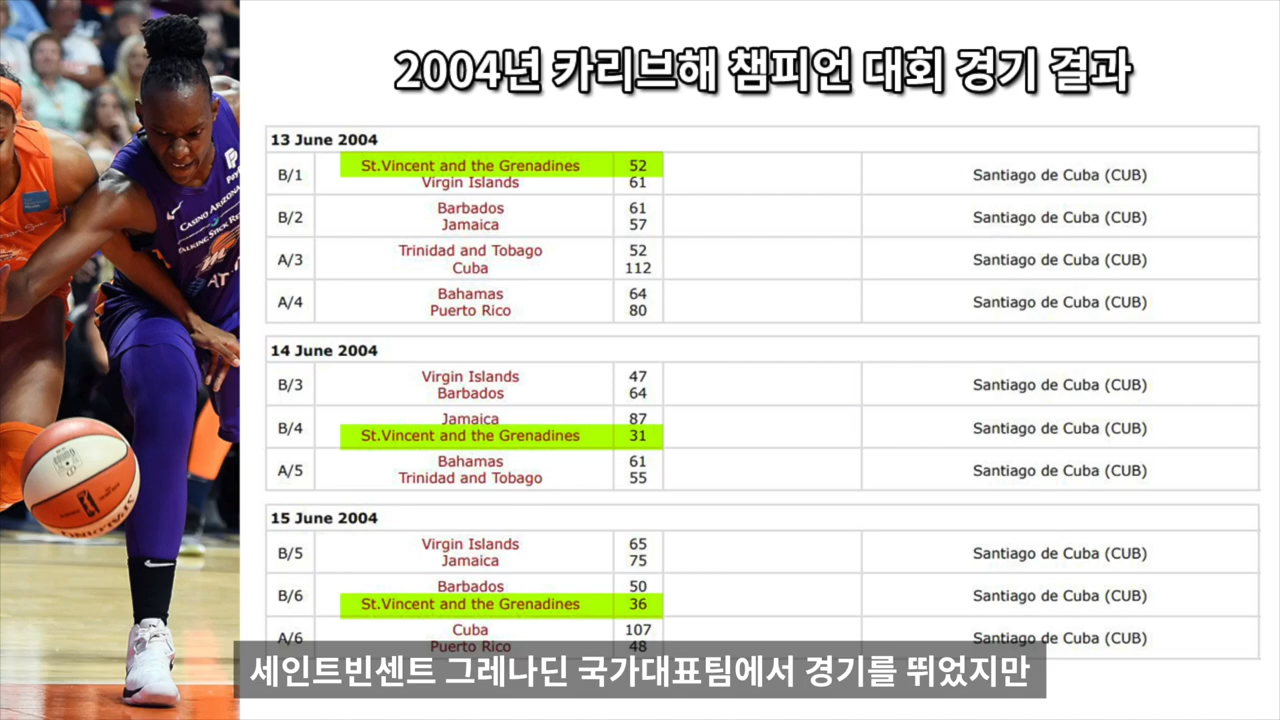 2004년 카리브해 챔피언 대회 경기 결과
13 June 2004
B/1 St.Vincent and the Grenadines 52 Santiago de Cuba (CUB)
Virgin Islands 61
B/2 Barbados 61 Santiago de Cuba (CUB)
Jamaica 57
A/3 Trinidad and Tobago 52 Santiago de Cuba (CUB)
Cuba 112
A/4 Bahamas 64 Santiago de Cuba (CUB)
Puerto Rico 80
14 June 2004
B/3 Virgin Islands 47 Santiago de Cuba (CUB)
Barbados 64
B/4 Jamaica 87 Santiago de Cuba (CUB)
St.Vincent and the Grenadines 31
A/5 Bahamas 61 Santiago de Cuba (CUB)
Trinidad and Tobago 55
15 June 2004
B/5 Virgin Islands 65 Santiago de Cuba (CUB)
Jamaica 75
B/6 Barbados 50 Santiago de Cuba (CUB)
St.Vincent and the Grenadines 36
A/6 Cuba 107 Santiago de Cuba (CUB)
Puerto Rico 48
CASINO ARIZONA
TALKING STICK
세인트빈센트 그레나딘 국가대표팀에서 경기를 뛰었지만